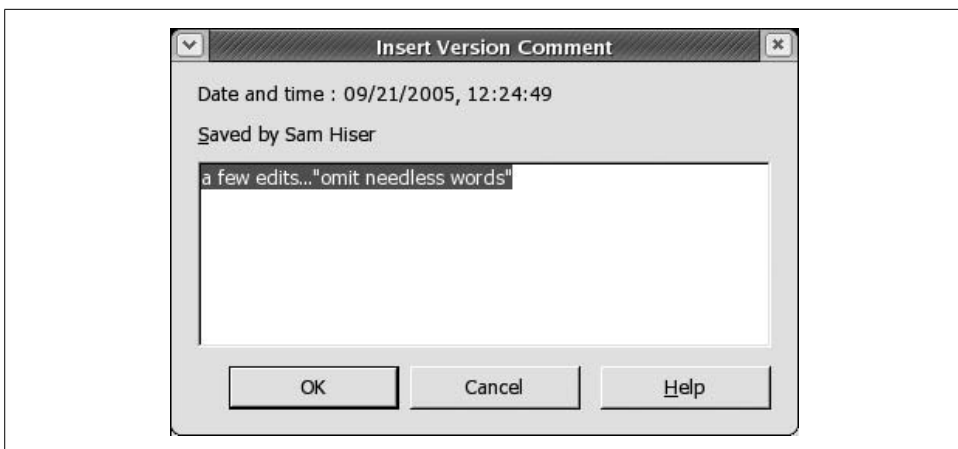 Insert Version Comment
Date and time : 09/21/2005, 12:24:49
Saved by Sam Hiser
a few edits..."omit needless words"
OK Cancel Help